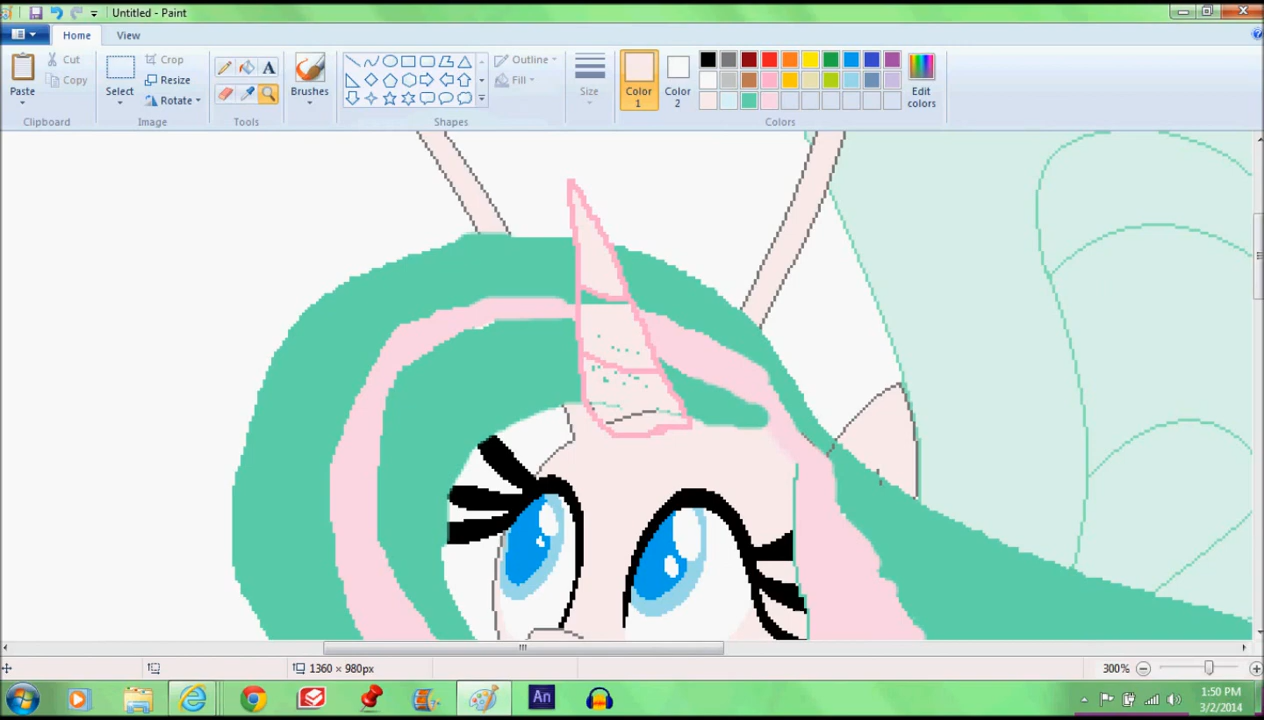 Untitled - Paint
Home View
Paste
Cut
Copy
Clipboard
Select
Crop
Resize
Rotate
Image
A
Tools
Brushes
Outline
Fill
Shapes
Size
Color 1
Color 2
Edit colors
Colors
1360 × 980px
300%
An
1:50 PM
3/2/2014